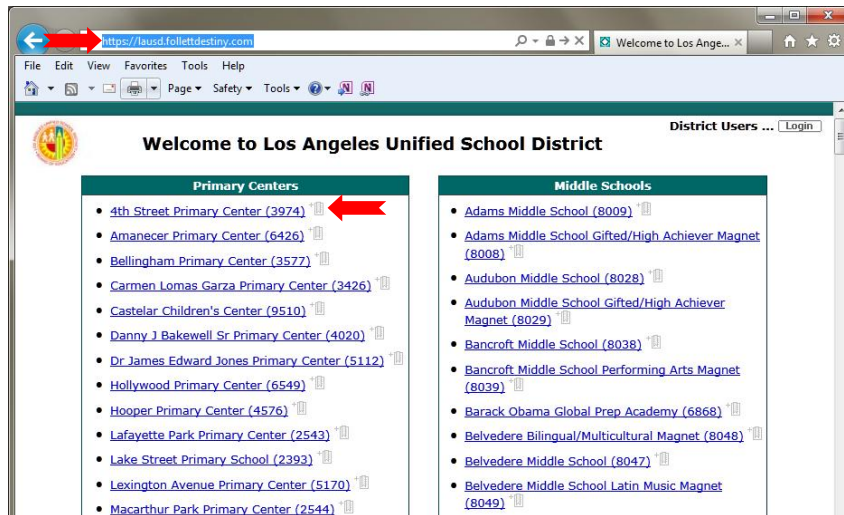 https://lausd.follettdestiny.com
Welcome to Los Ange...
File Edit View Favorites Tools Help
Page Safety Tools
District Users ... Login
Welcome to Los Angeles Unified School District
Primary Centers
4th Street Primary Center (3974)
Amanecer Primary Center (6426)
Bellingham Primary Center (3577)
Carmen Lomas Garza Primary Center (3426)
Castelar Children's Center (9510)
Danny J Bakewell Sr Primary Center (4020)
Dr James Edward Jones Primary Center (5112)
Hollywood Primary Center (6549)
Hooper Primary Center (4576)
Lafayette Park Primary Center (2543)
Lake Street Primary School (2393)
Lexington Avenue Primary Center (5170)
Macarthur Park Primary Center (2544)
Middle Schools
Adams Middle School (8009)
Adams Middle School Gifted/High Achiever Magnet
(8008)
Audubon Middle School (8028)
Audubon Middle School Gifted/High Achiever
Magnet (8029)
Bancroft Middle School (8038)
Bancroft Middle School Performing Arts Magnet
(8039)
Barack Obama Global Prep Academy (6868)
Belvedere Bilingual/Multicultural Magnet (8048)
Belvedere Middle School (8047)
Belvedere Middle School Latin Music Magnet
(8049)